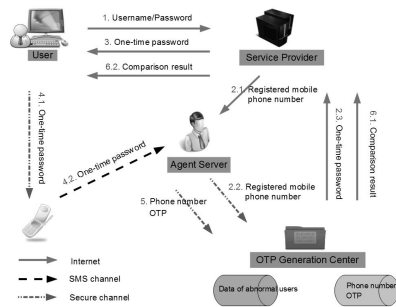 1. Username/Password
3. One-time password
6.2. Comparison result
User
Service Provider
4.1. One-time password
2.1. Registered mobile
phone number
2.3. One-time password
6.1. Comparison result
4.2. One-time password
Agent Server
5. Phone number
OTP
2.2. Registered mobile
phone number
Internet
SMS channel
Secure channel
OTP Generation Center
Data of abnormal users
Phone number
OTP